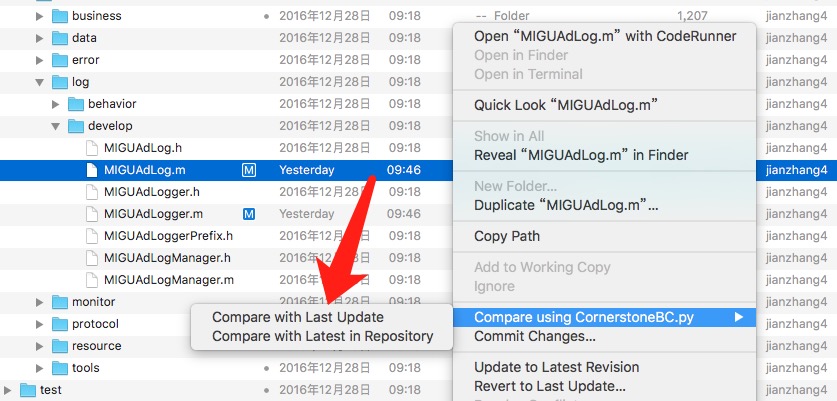 business 2016年12月28日 09:18 -- Folder 1,207 jianzhang4
data 2016年12月28日 09:18 jianzhang4
error 2016年12月28日 09:18 jianzhang4
log 2016年12月28日 09:18 jianzhang4
behavior 2016年12月28日 09:18 jianzhang4
develop 2016年12月28日 09:18 jianzhang4
MIGUAdLog.h 2016年12月28日 09:18 jianzhang4
MIGUAdLog.m M Yesterday 09:46 jianzhang4
MIGUAdLogger.h 2016年12月28日 09:18 jianzhang4
MIGUAdLogger.m M Yesterday 09:46 jianzhang4
MIGUAdLoggerPrefix.h 2016年12月28日 09:18 jianzhang4
MIGUAdLogManager.h 2016年12月 09:18 jianzhang4
MIGUAdLogManager.m 2016年12月28日 09:18 jianzhang4
monitor 2016年12月28日 09:18 jianzhang4
protocol jianzhang4
resource jianzhang4
tools 2016年12月28日 09:18 jianzhang4
test 2016年12月28日 09:18 jianzhang4
Open “MIGUAdLog.m” with CodeRunner
Open in Finder
Open in Terminal
Quick Look “MIGUAdLog.m”
Show in All
Reveal “MIGUAdLog.m” in Finder
New Folder...
Duplicate “MIGUAdLog.m”...
Copy Path
Add to Working Copy
Ignore
Compare using CornerstoneBC.py
Commit Changes...
Update to Latest Revision
Revert to Last Update...
Compare with Last Update
Compare with Latest in Repository